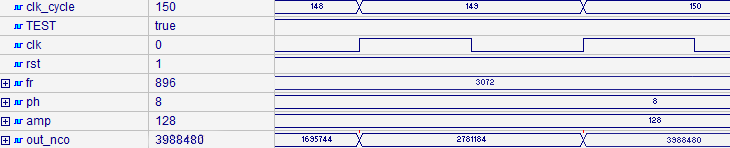 clk_cycle 150 148 149 150
TEST true
clk 0
rst 1
fr 896 3072
ph 8 8
amp 128 128
out_nco 3988480 1695744 2781184 3988480